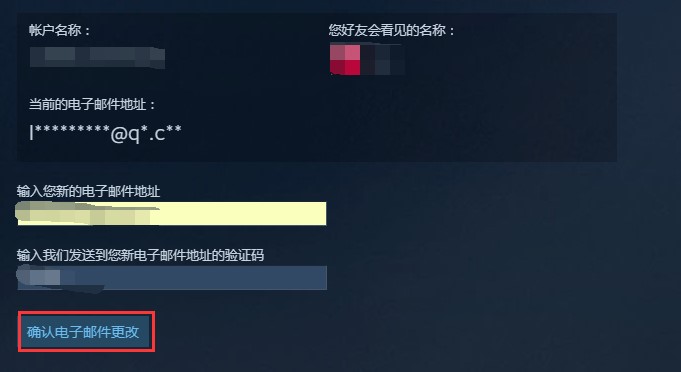 帐户名称：
您好友会看见的名称：
当前的电子邮件地址：
l*********@q*.c**
输入您新的电子邮件地址
输入我们发送到您新电子邮件地址的验证码
确认电子邮件更改